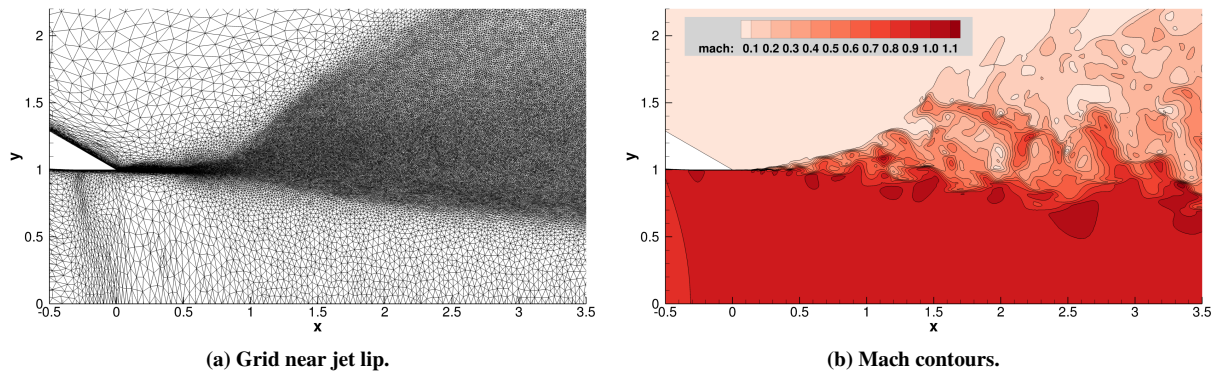 2
1.5
1
0.5
0
y
-0.5 0 0.5 1 1.5 2 2.5 3 3.5
x
(a) Grid near jet lip.
2
1.5
1
0.5
0
y
mach: 0.1 0.2 0.3 0.4 0.5 0.6 0.7 0.8 0.9 1.0 1.1
-0.5 0 0.5 1 1.5 2 2.5 3 3.5
x
(b) Mach contours.